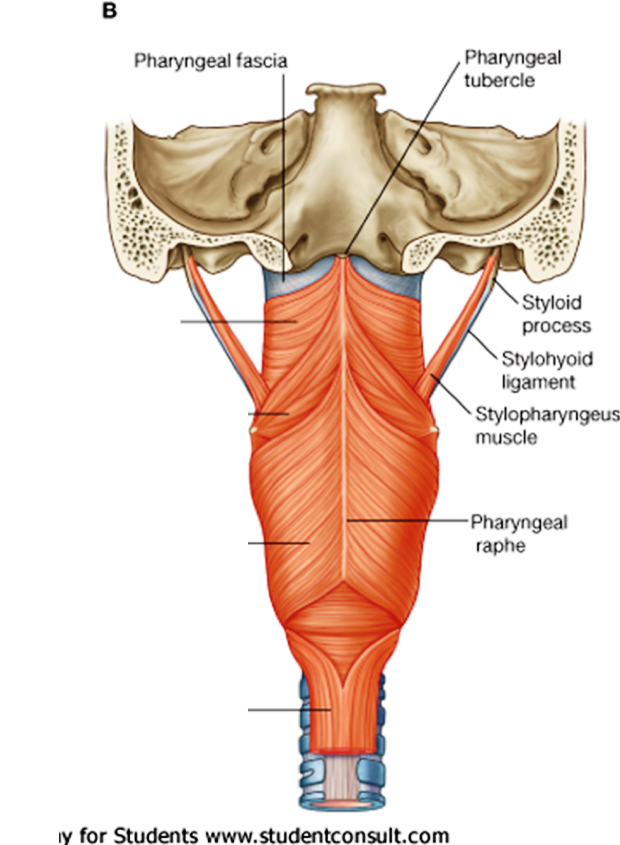 B
Pharyngeal fascia
Pharyngeal
tubercle
Styloid
process
Stylohyoid
ligament
Stylopharyngeus
muscle
Pharyngeal
raphe
for Students www.studentconsult.com